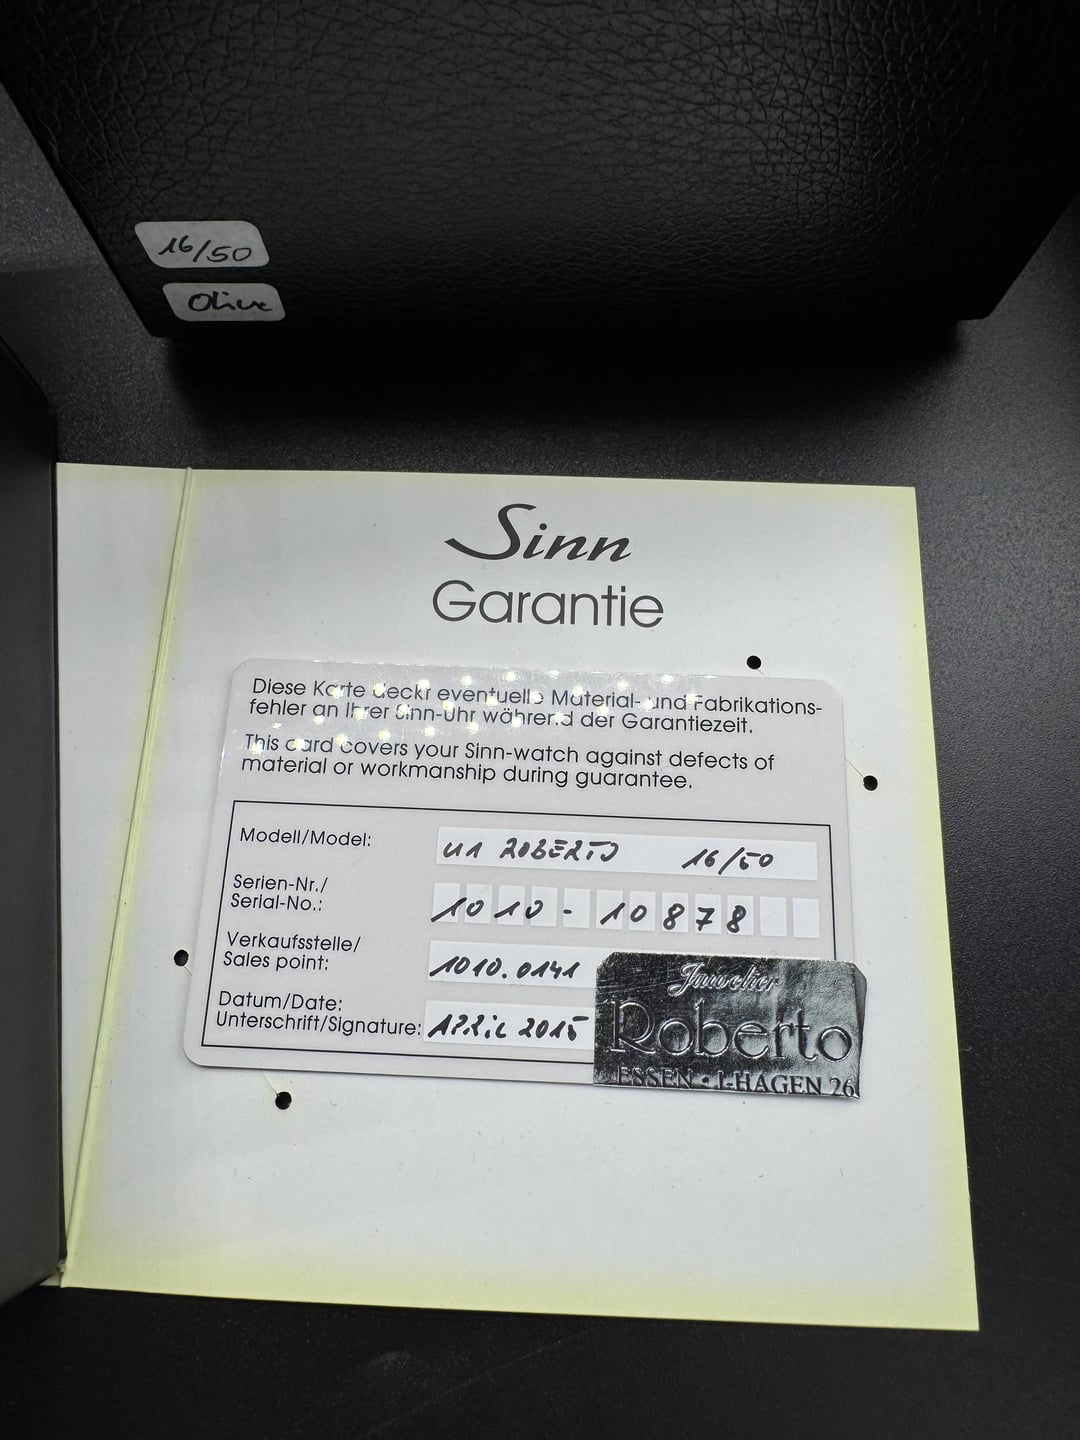 16/50
Olive
Sinn
Garantie
Diese Karte deckt eventuelle Material- und Fabrikations-
fehler an Ihrer Sinn-Uhr während der Garantiezeit.
This card covers your Sinn-watch against defects of
material or workmanship during guarantee.
Modell/Model: U1 ROBERTO 16/50
Serien-Nr./
Serial-No.: 1010-10878
Verkaufsstelle/
Sales point: 1010.0141
Datum/Date:
Unterschrift/Signature: APRIL 2015
Juwelier
Roberto
ESSEN • I-HAGEN 26